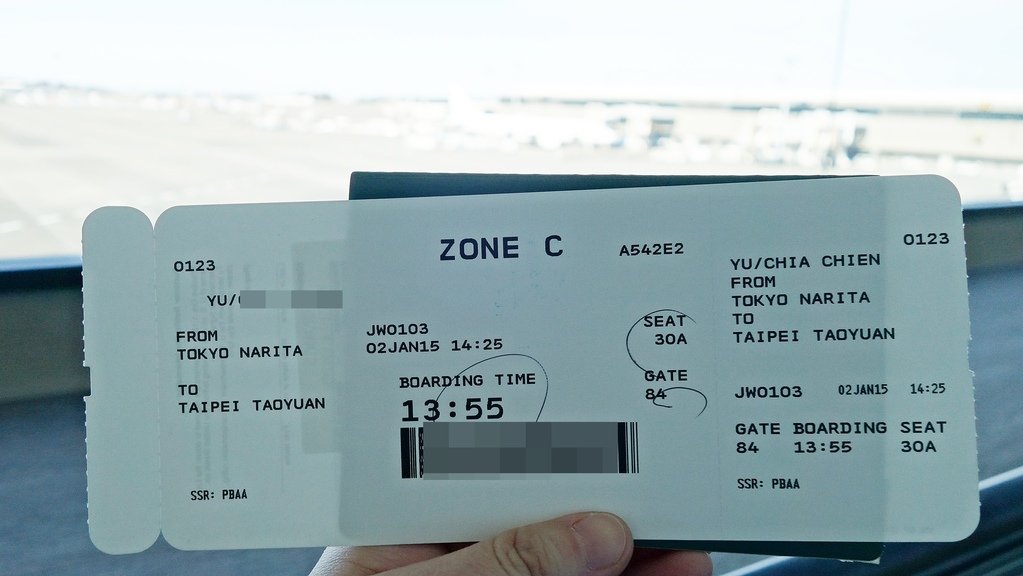 0123
YU/
FROM
TOKYO NARITA
TO
TAIPEI TAOYUAN
SSR: PBAA
ZONE C
A542E2
JW0103
02JAN15 14:25
SEAT
30A
BOARDING TIME
13:55
GATE
84
0123
YU/CHIA CHIEN
FROM
TOKYO NARITA
TO
TAIPEI TAOYUAN
JW0103 02JAN15 14:25
GATE BOARDING SEAT
84 13:55 30A
SSR: PBAA